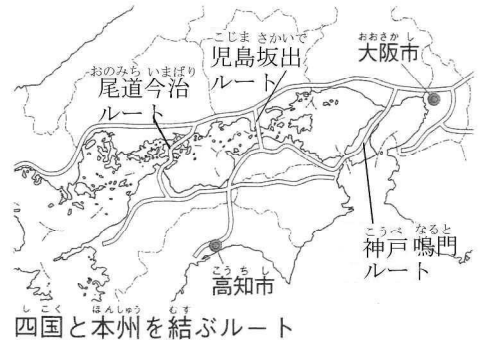 こじま さかいで
児島坂出
ルート
おおさか し
大阪市
おのみち いまばり
尾道今治
ルート
こうべ なると
神戸鳴門
ルート
こうち し
高知市
し こく ほんしゅう むす
四国と本州を結ぶルート